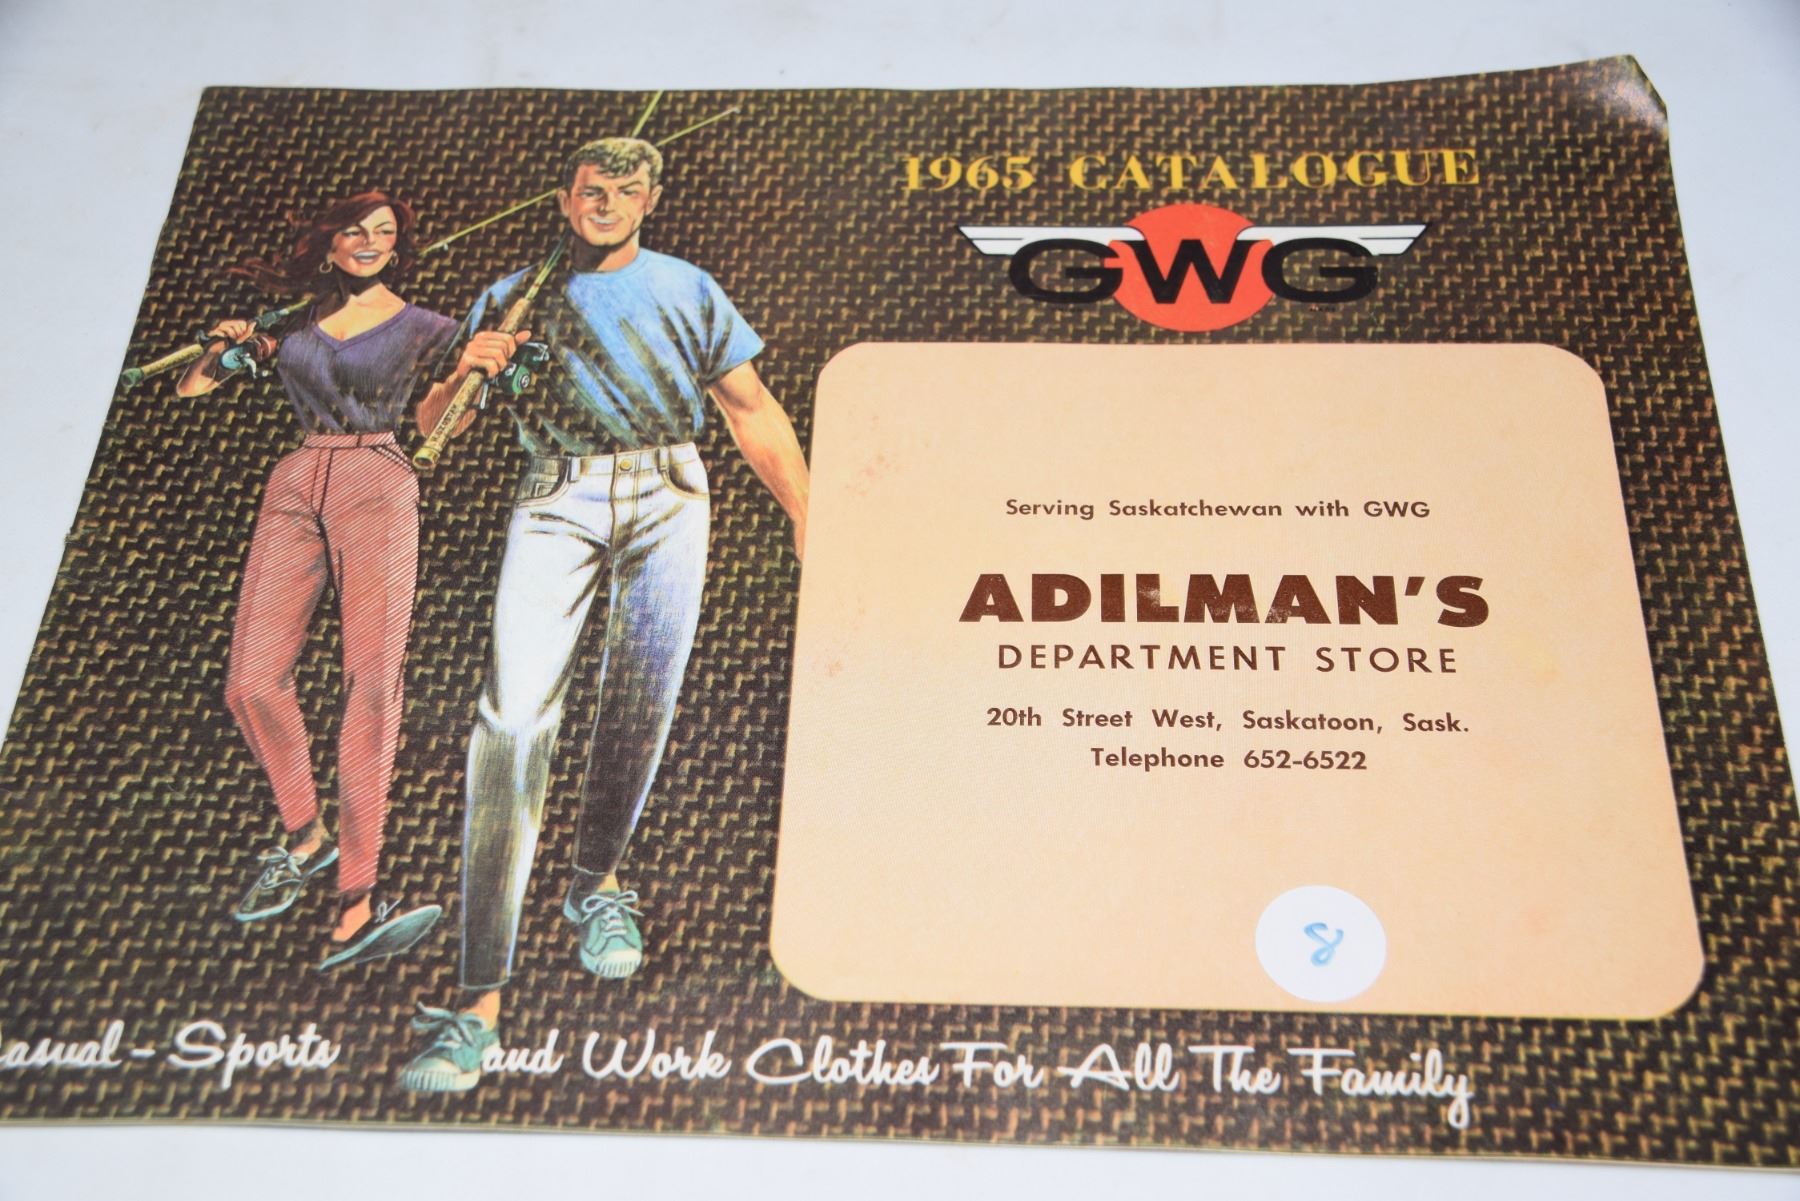 1965 CATALOGUE
GWG
Serving Saskatchewan with GWG
ADILMAN'S
DEPARTMENT STORE
20th Street West, Saskatoon, Sask.
Telephone 652-6522
8
asual - Sports and Work Clothes For All The Family